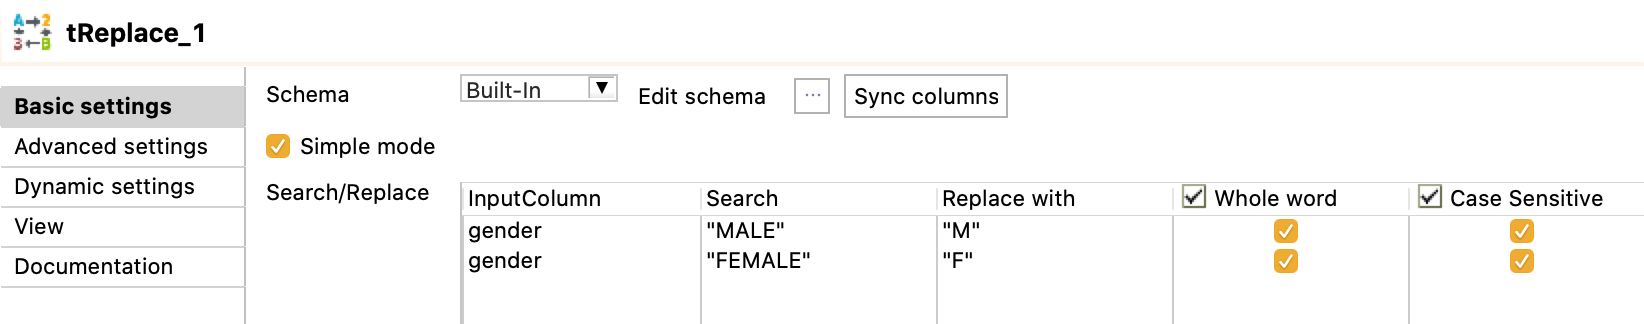 tReplace_1
Basic settings
Advanced settings
Dynamic settings
View
Documentation
Schema Built-In Edit schema ... Sync columns
Simple mode
Search/Replace
InputColumn Search Replace with Whole word Case Sensitive
gender "MALE" "M"
gender "FEMALE" "F"